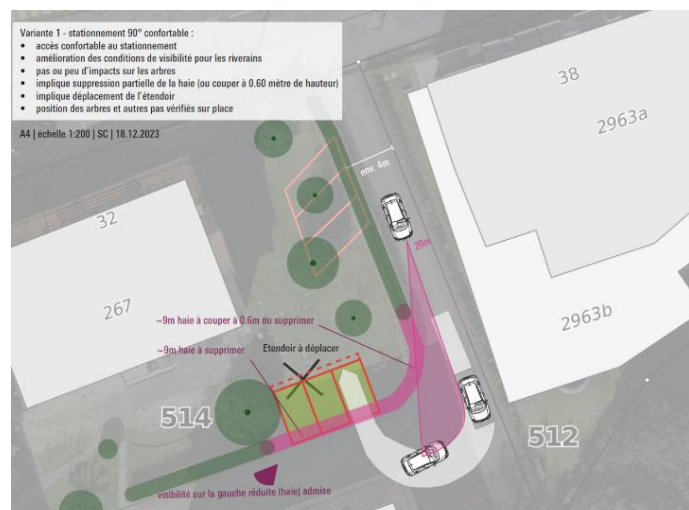 Variante 1 - stationnement 90° confortable :
• accès confortable au stationnement
• amélioration des conditions de visibilité pour les riverains
• pas ou peu d'impacts sur les arbres
• implique suppression partielle de la haie (ou couper à 0.60 mètre de hauteur)
• implique déplacement de l'étendoir
• position des arbres et autres pas vérifiés sur place
A4 | échelle 1:200 | SC | 18.12.2023
38
2963a
env. 4m
32
20m
267
2963b
~9m haie à couper à 0.6m ou supprimer
~9m haie à supprimer
Etendoir à déplacer
514
512
visibilité sur la gauche réduite (haie) admise